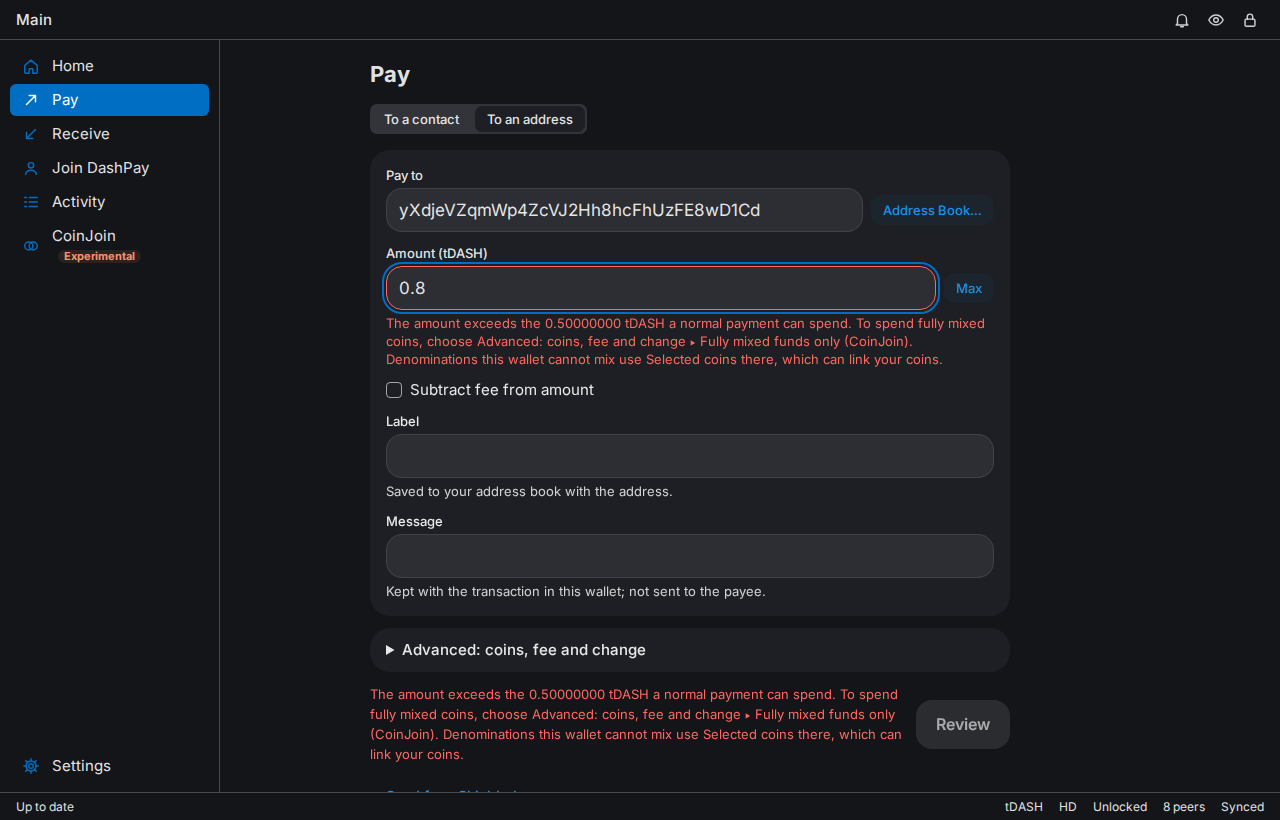 Main
Home
Pay
Receive
Join DashPay
Activity
CoinJoin
Experimental
Settings
Pay
To a contact
To an address
Pay to
yXdjeVZqmWp4ZcVJ2Hh8hcFhUzFE8wD1Cd
Address Book...
Amount (tDASH)
0.8
Max
The amount exceeds the 0.50000000 tDASH a normal payment can spend. To spend fully mixed
coins, choose Advanced: coins, fee and change ▸ Fully mixed funds only (CoinJoin).
Denominations this wallet cannot mix use Selected coins there, which can link your coins.
Subtract fee from amount
Label
Saved to your address book with the address.
Message
Kept with the transaction in this wallet; not sent to the payee.
Advanced: coins, fee and change
The amount exceeds the 0.50000000 tDASH a normal payment can spend. To spend
fully mixed coins, choose Advanced: coins, fee and change ▸ Fully mixed funds only
(CoinJoin). Denominations this wallet cannot mix use Selected coins there, which can
link your coins.
Review
Up to date
tDASH
HD
Unlocked
8 peers
Synced